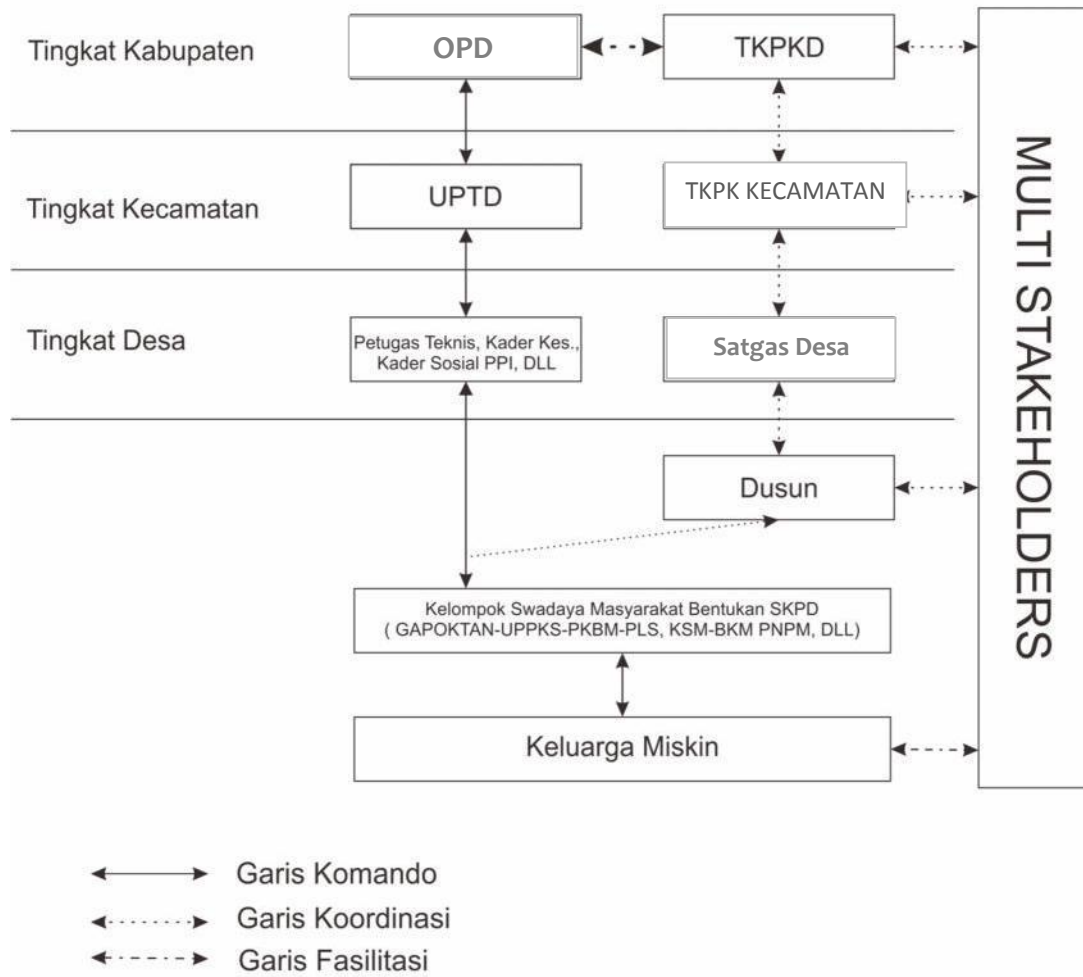 Tingkat Kabupaten
OPD
TKPKD
Tingkat Kecamatan
UPTD
TKPK KECAMATAN
Tingkat Desa
Petugas Teknis, Kader Kes.,
Kader Sosial PPI, DLL
Satgas Desa
Dusun
Kelompok Swadaya Masyarakat Bentukan SKPD
( GAPOKTAN-UPPKS-PKBM-PLS, KSM-BKM PNPM, DLL)
Keluarga Miskin
MULTI STAKEHOLDERS
Garis Komando
Garis Koordinasi
Garis Fasilitasi